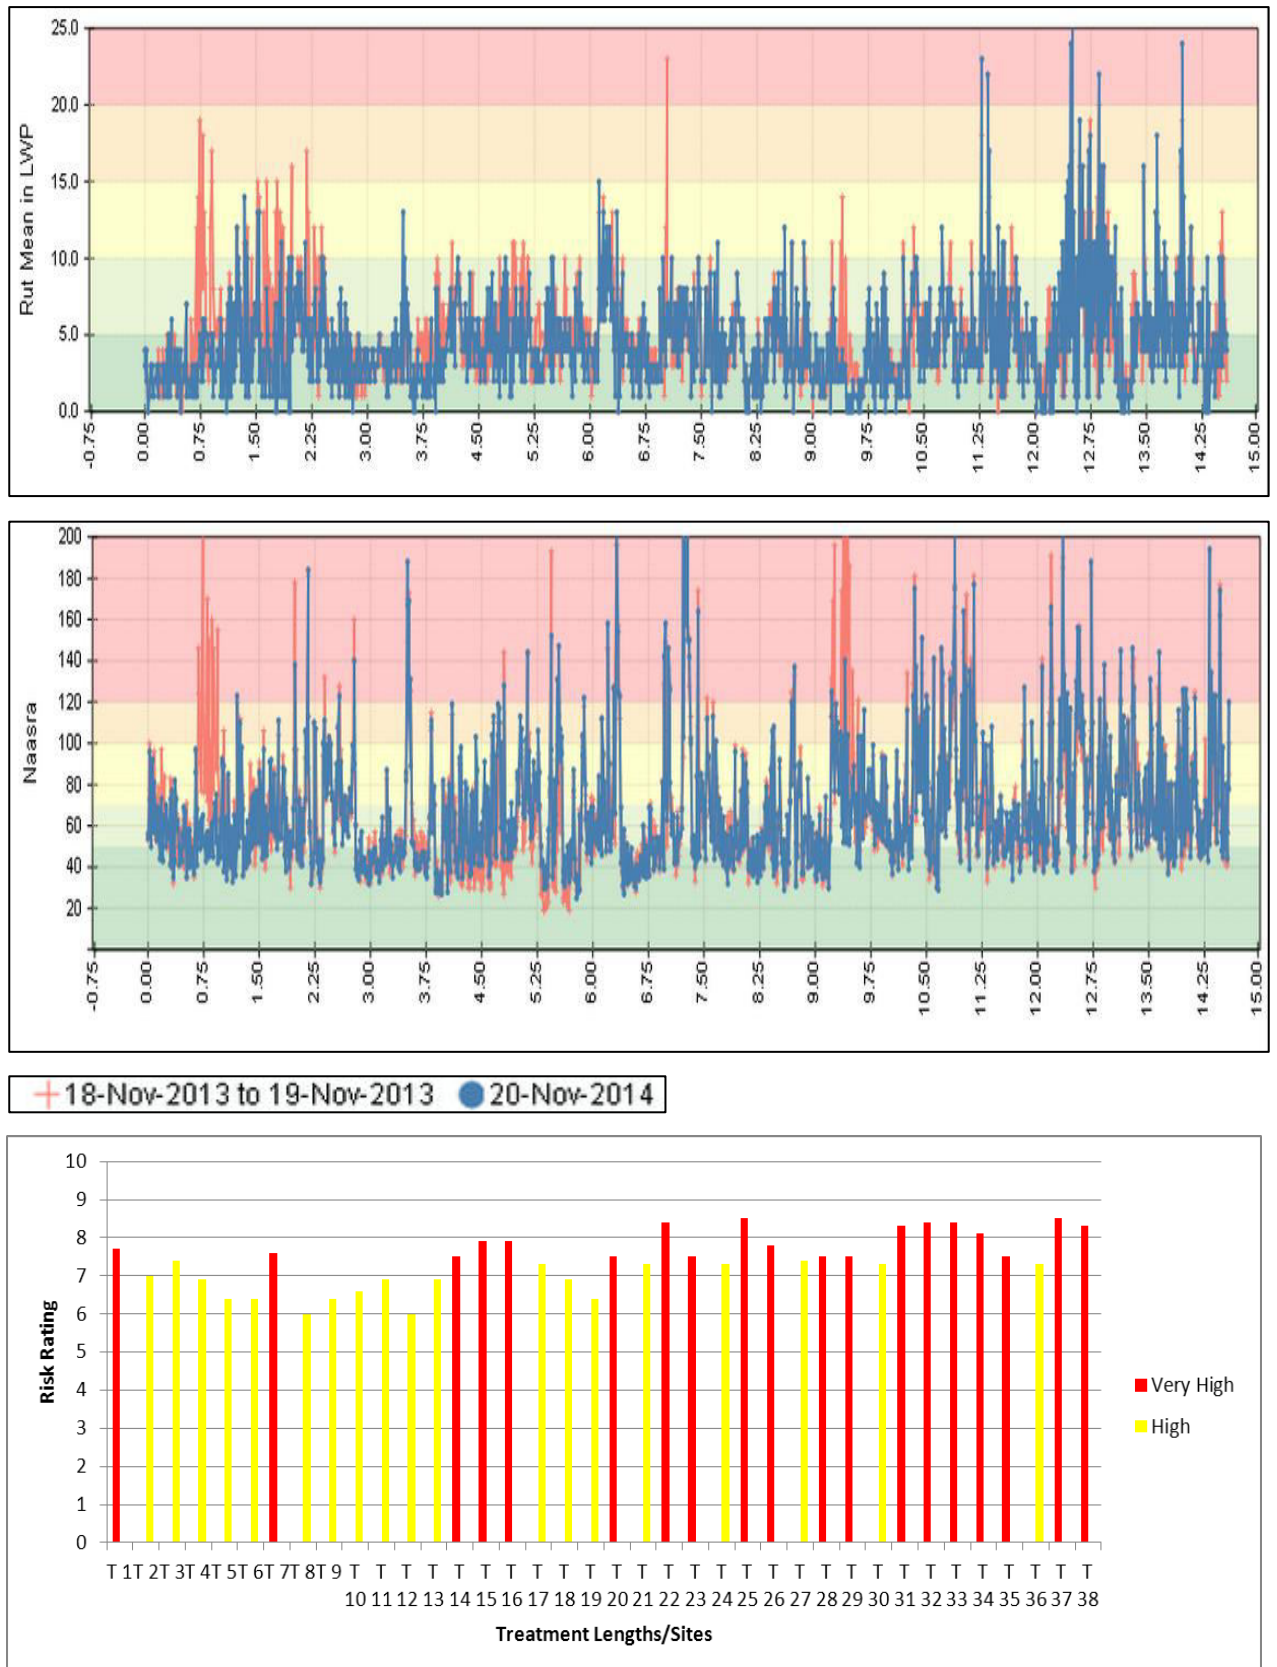 Rut Mean in LWP
25.0
20.0
15.0
10.0
5.0
0.0
-0.75 0.00 0.75 1.50 2.25 3.00 3.75 4.50 5.25 6.00 6.75 7.50 8.25 9.00 9.75 10.50 11.25 12.00 12.75 13.50 14.25 15.00
Naasra
200
180
160
140
120
100
80
60
40
20
-0.75 0.00 0.75 1.50 2.25 3.00 3.75 4.50 5.25 6.00 6.75 7.50 8.25 9.00 9.75 10.50 11.25 12.00 12.75 13.50 14.25 15.00
18-Nov-2013 to 19-Nov-2013 20-Nov-2014
Risk Rating
10
9
8
7
6
5
4
3
2
1
0
T 1T 2T 3T 4T 5T 6T 7T 8T 9 T T T T T T T T T T T T T T T T T T T T T T T T T T T T T
10 11 12 13 14 15 16 17 18 19 20 21 22 23 24 25 26 27 28 29 30 31 32 33 34 35 36 37 38
Treatment Lengths/Sites
Very High
High